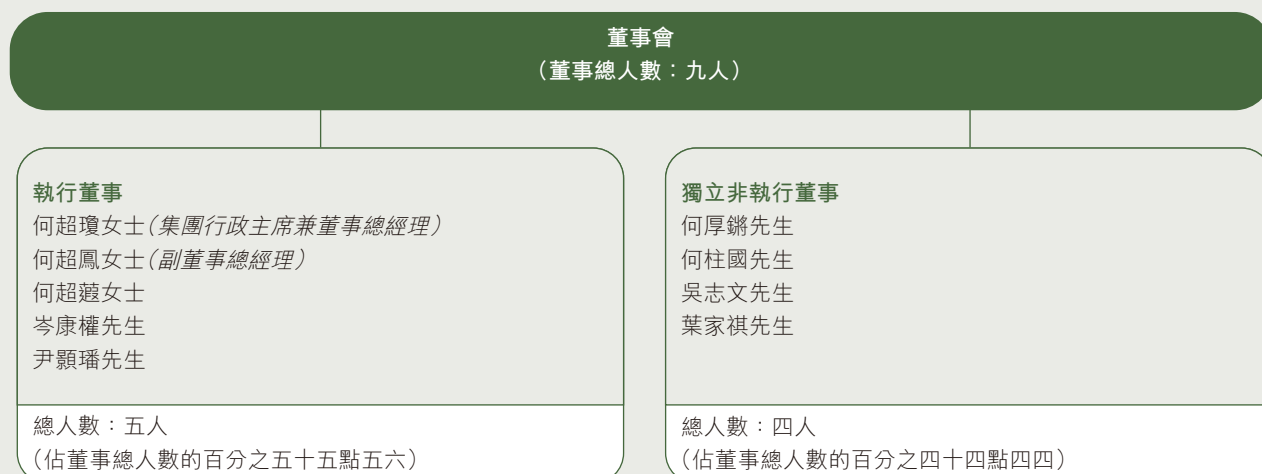 董事會
（董事總人數：九人）
執行董事
何超瓊女士（集團行政主席兼董事總經理）
何超鳳女士（副董事總經理）
何超蕸女士
岑康權先生
尹顥璠先生
總人數：五人
（佔董事總人數的百分之五十五點五六）
獨立非執行董事
何厚鏘先生
何柱國先生
吳志文先生
葉家祺先生
總人數：四人
（佔董事總人數的百分之四十四點四四）